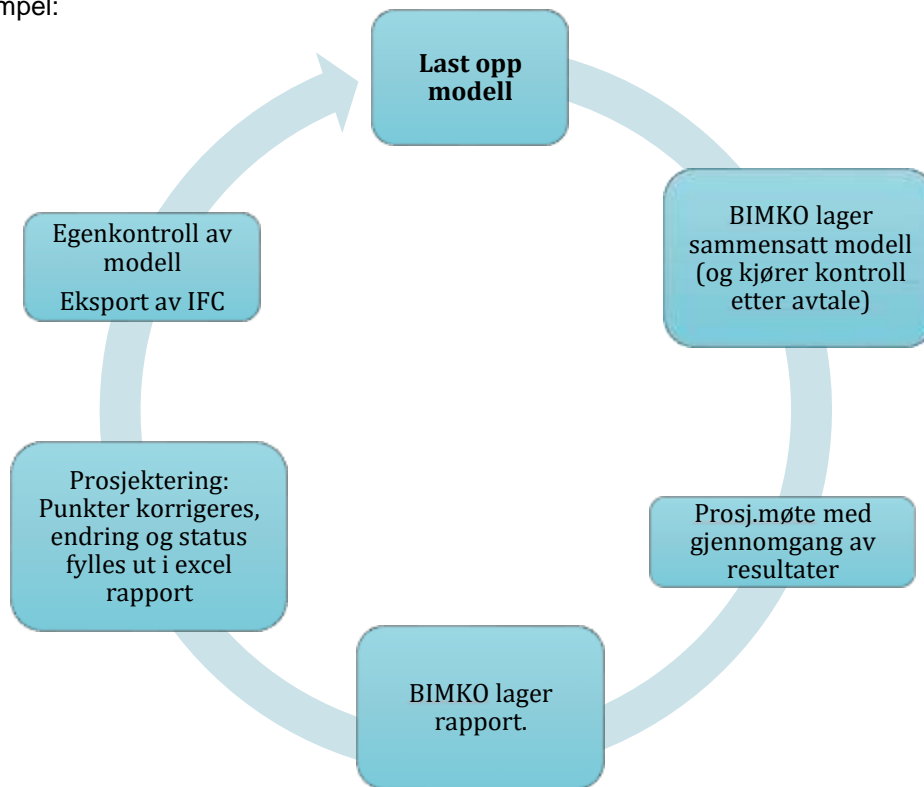 mpel:
Last opp
modell
BIMKO lager
sammensatt modell
(og kjører kontroll
etter avtale)
Prosj.møte med
gjennomgang av
resultater
BIMKO lager
rapport.
Prosjektering:
Punkter korrigeres,
endring og status
fylles ut i excel
rapport
Egenkontroll av
modell
Eksport av IFC